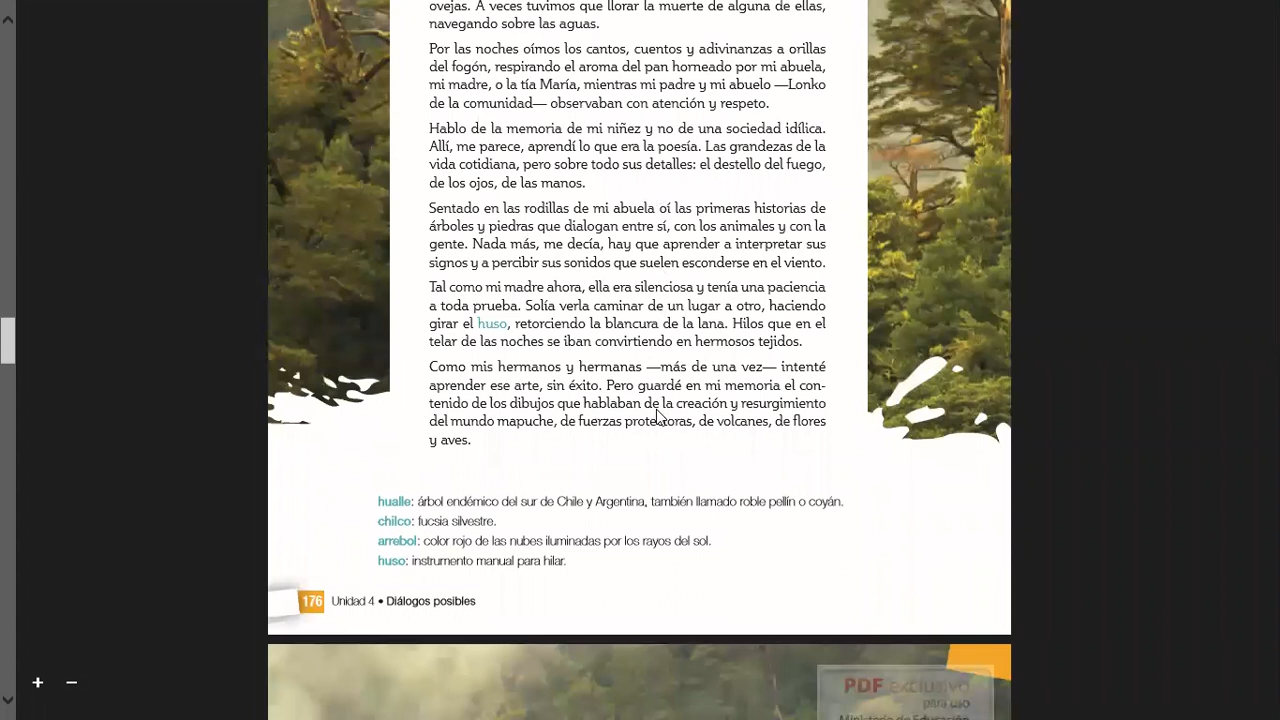 ovejas. A veces tuvimos que llorar la muerte de alguna de ellas,
navegando sobre las aguas.
Por las noches oímos los cantos, cuentos y adivinanzas a orillas
del fogón, respirando el aroma del pan horneado por mi abuela,
mi madre, o la tía María, mientras mi padre y mi abuelo —Lonko
de la comunidad— observaban con atención y respeto.
Hablo de la memoria de mi niñez y no de una sociedad idílica.
Allí, me parece, aprendí lo que era la poesía. Las grandezas de la
vida cotidiana, pero sobre todo sus detalles: el destello del fuego,
de los ojos, de las manos.
Sentado en las rodillas de mi abuela oí las primeras historias de
árboles y piedras que dialogan entre sí, con los animales y con la
gente. Nada más, me decía, hay que aprender a interpretar sus
signos y a percibir sus sonidos que suelen esconderse en el viento.
Tal como mi madre ahora, ella era silenciosa y tenía una paciencia
a toda prueba. Solía verla caminar de un lugar a otro, haciendo
girar el huso, retorciendo la blancura de la lana. Hilos que en el
telar de las noches se iban convirtiendo en hermosos tejidos.
Como mis hermanos y hermanas —más de una vez— intenté
aprender ese arte, sin éxito. Pero guardé en mi memoria el con-
tenido de los dibujos que hablaban de la creación y resurgimiento
del mundo mapuche, de fuerzas protectoras, de volcanes, de flores
y aves.
hualle: árbol endémico del sur de Chile y Argentina, también llamado roble pellín o coyán.
chilco: fucsia silvestre.
arrebol: color rojo de las nubes iluminadas por los rayos del sol.
huso: instrumento manual para hilar.
176 Unidad 4 • Diálogos posibles
PDF exclusivo
para uso
Ministerio de Educación